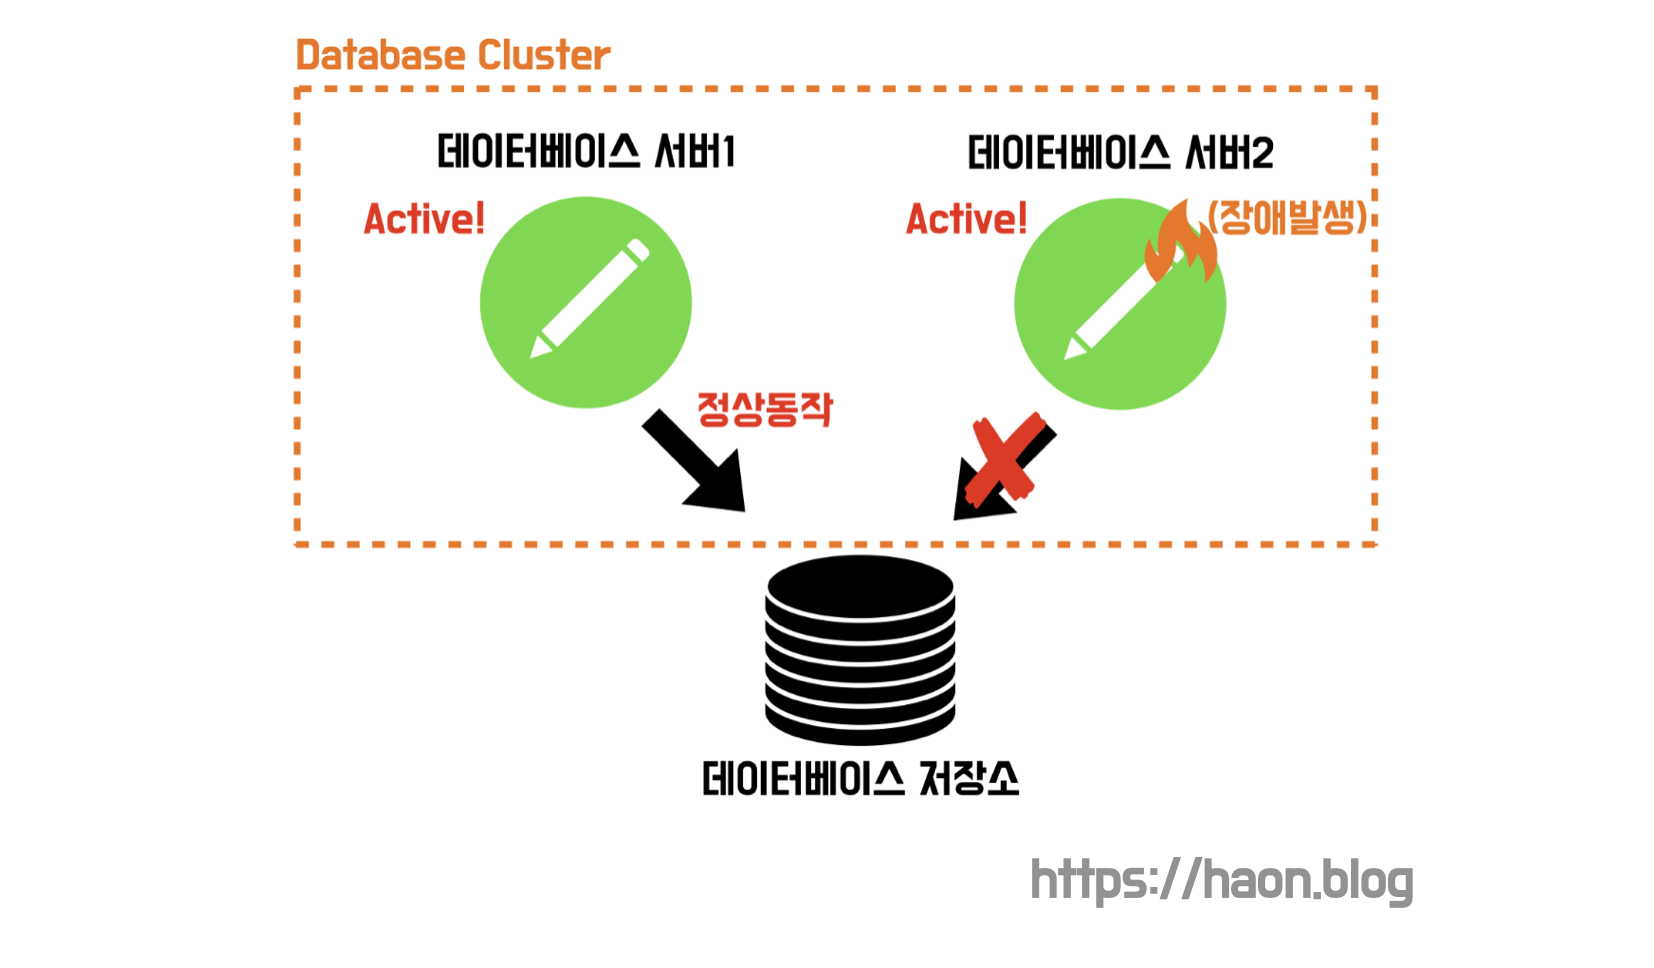 Database Cluster
데이터베이스 서버1
데이터베이스 서버2
Active!
Active!
(장애발생)
정상동작
데이터베이스 저장소
https://haon.blog